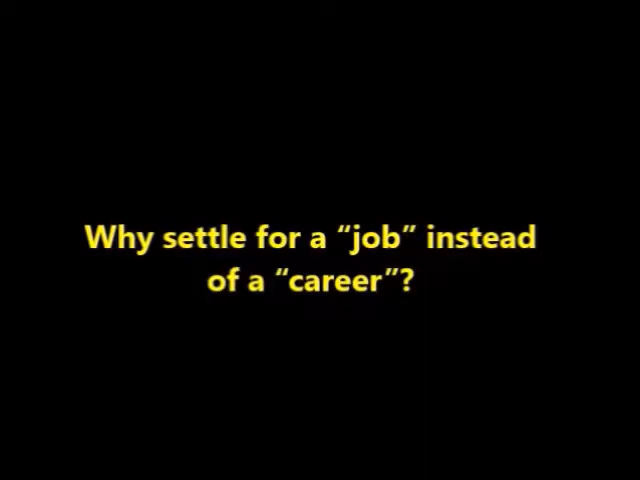 Why settle for a “job” instead
of a “career”?